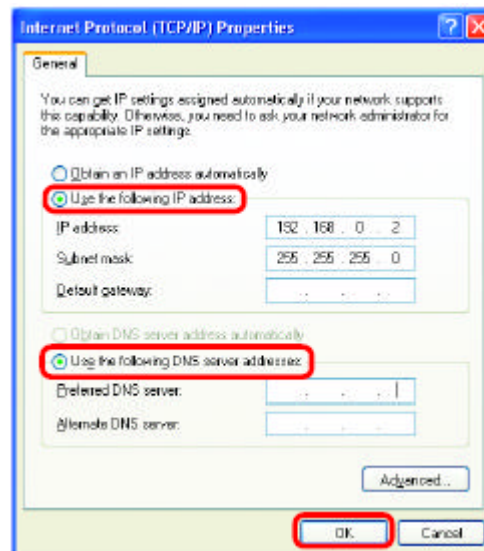 Internet Protocol (TCP/IP) Properties
General
You can get IP settings assigned automatically if your network supports
this capability. Otherwise, you need to ask your network administrator for
the appropriate IP settings.
Obtain an IP address automatically
Use the following IP address:
IP address: 192 . 168 . 0 . 2
Subnet mask: 255 . 255 . 255 . 0
Default gateway: . . .
Obtain DNS server address automatically
Use the following DNS server addresses:
Preferred DNS server: . . .
Alternate DNS server: . . .
Advanced...
OK
Cancel